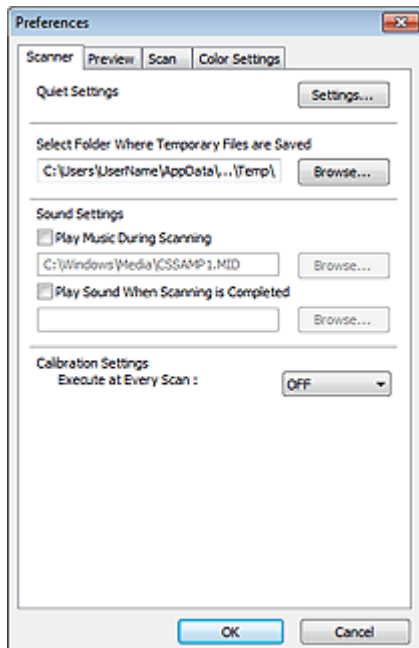 Preferences
Scanner Preview Scan Color Settings
Quiet Settings Settings...
Select Folder Where Temporary Files are Saved
C:\Users\UserName\AppData\,...\Temp\ Browse...
Sound Settings
Play Music During Scanning
C:\Windows\Media\CSSAMP1.MID Browse...
Play Sound When Scanning is Completed
Browse...
Calibration Settings
Execute at Every Scan : OFF
OK Cancel